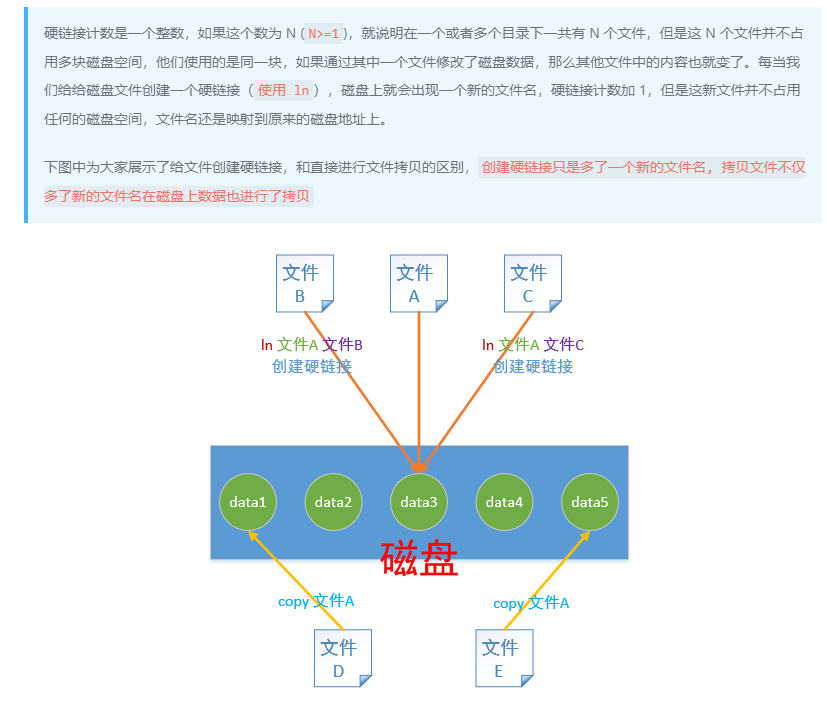 硬链接计数是一个整数，如果这个数为 N (N>=1)，就说明在一个或者多个目录下一共有 N 个文件，但是这 N 个文件并不占
用多块磁盘空间，他们使用的是同一块，如果通过其中一个文件修改了磁盘数据，那么其他文件中的内容也就变了。每当我
们给给磁盘文件创建一个硬链接（使用 ln），磁盘上就会出现一个新的文件名，硬链接计数加 1，但是这新文件并不占用
任何的磁盘空间，文件名还是映射到原来的磁盘地址上。
下图中为大家展示了给文件创建硬链接，和直接进行文件拷贝的区别，创建硬链接只是多了一个新的文件名, 拷贝文件不仅
多了新的文件名在磁盘上数据也进行了拷贝
文件
B
文件
A
文件
C
ln 文件A 文件B
创建硬链接
ln 文件A 文件C
创建硬链接
data1
data2
data3
data4
data5
磁盘
copy 文件A
copy 文件A
文件
D
文件
E